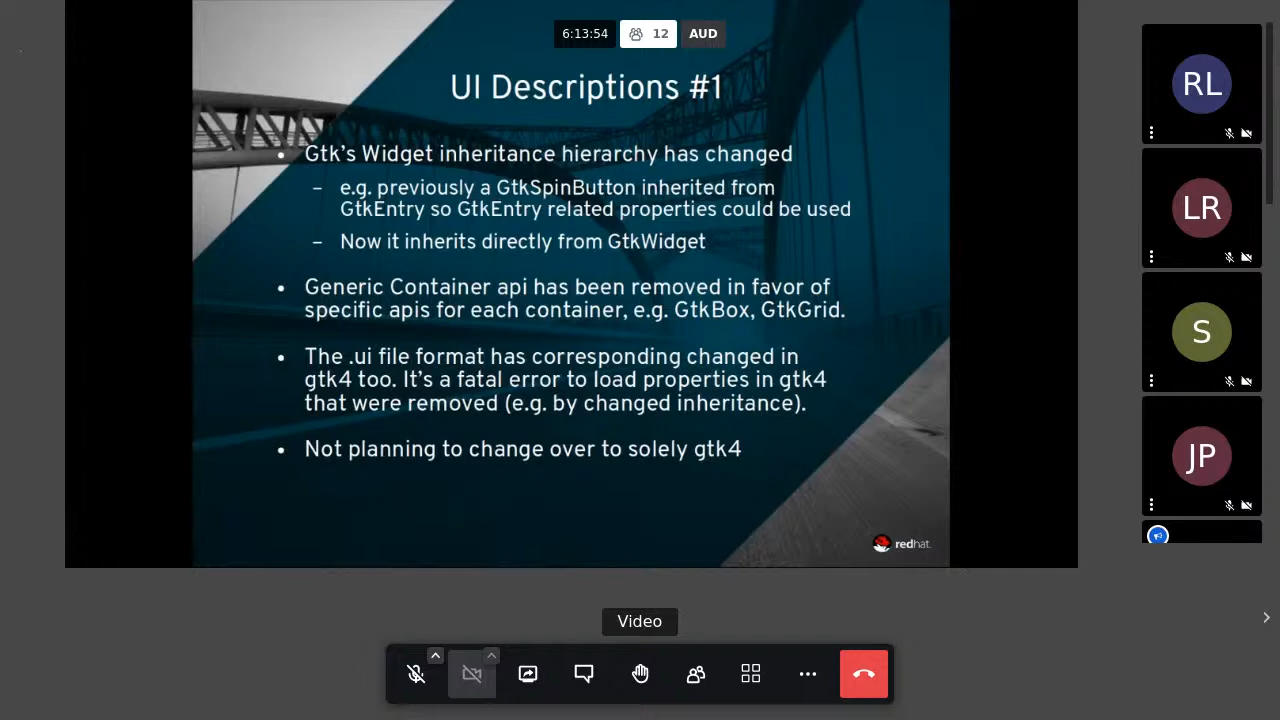 6:13:54
12
AUD
UI Descriptions #1
• Gtk's Widget inheritance hierarchy has changed
– e.g. previously a GtkSpinButton inherited from
GtkEntry so GtkEntry related properties could be used
– Now it inherits directly from GtkWidget
• Generic Container api has been removed in favor of
specific apis for each container, e.g. GtkBox, GtkGrid.
• The .ui file format has corresponding changed in
gtk4 too. It's a fatal error to load properties in gtk4
that were removed (e.g. by changed inheritance).
• Not planning to change over to solely gtk4
redhat.
RL
LR
S
JP
Video